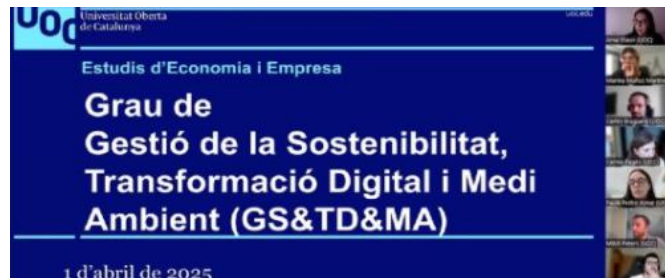 UOC
Universitat Oberta
de Catalunya
uoc.edu
Estudis d'Economia i Empresa
Grau de
Gestió de la Sostenibilitat,
Transformació Digital i Medi
Ambient (GS&TD&MA)
1 d'abril de 2025